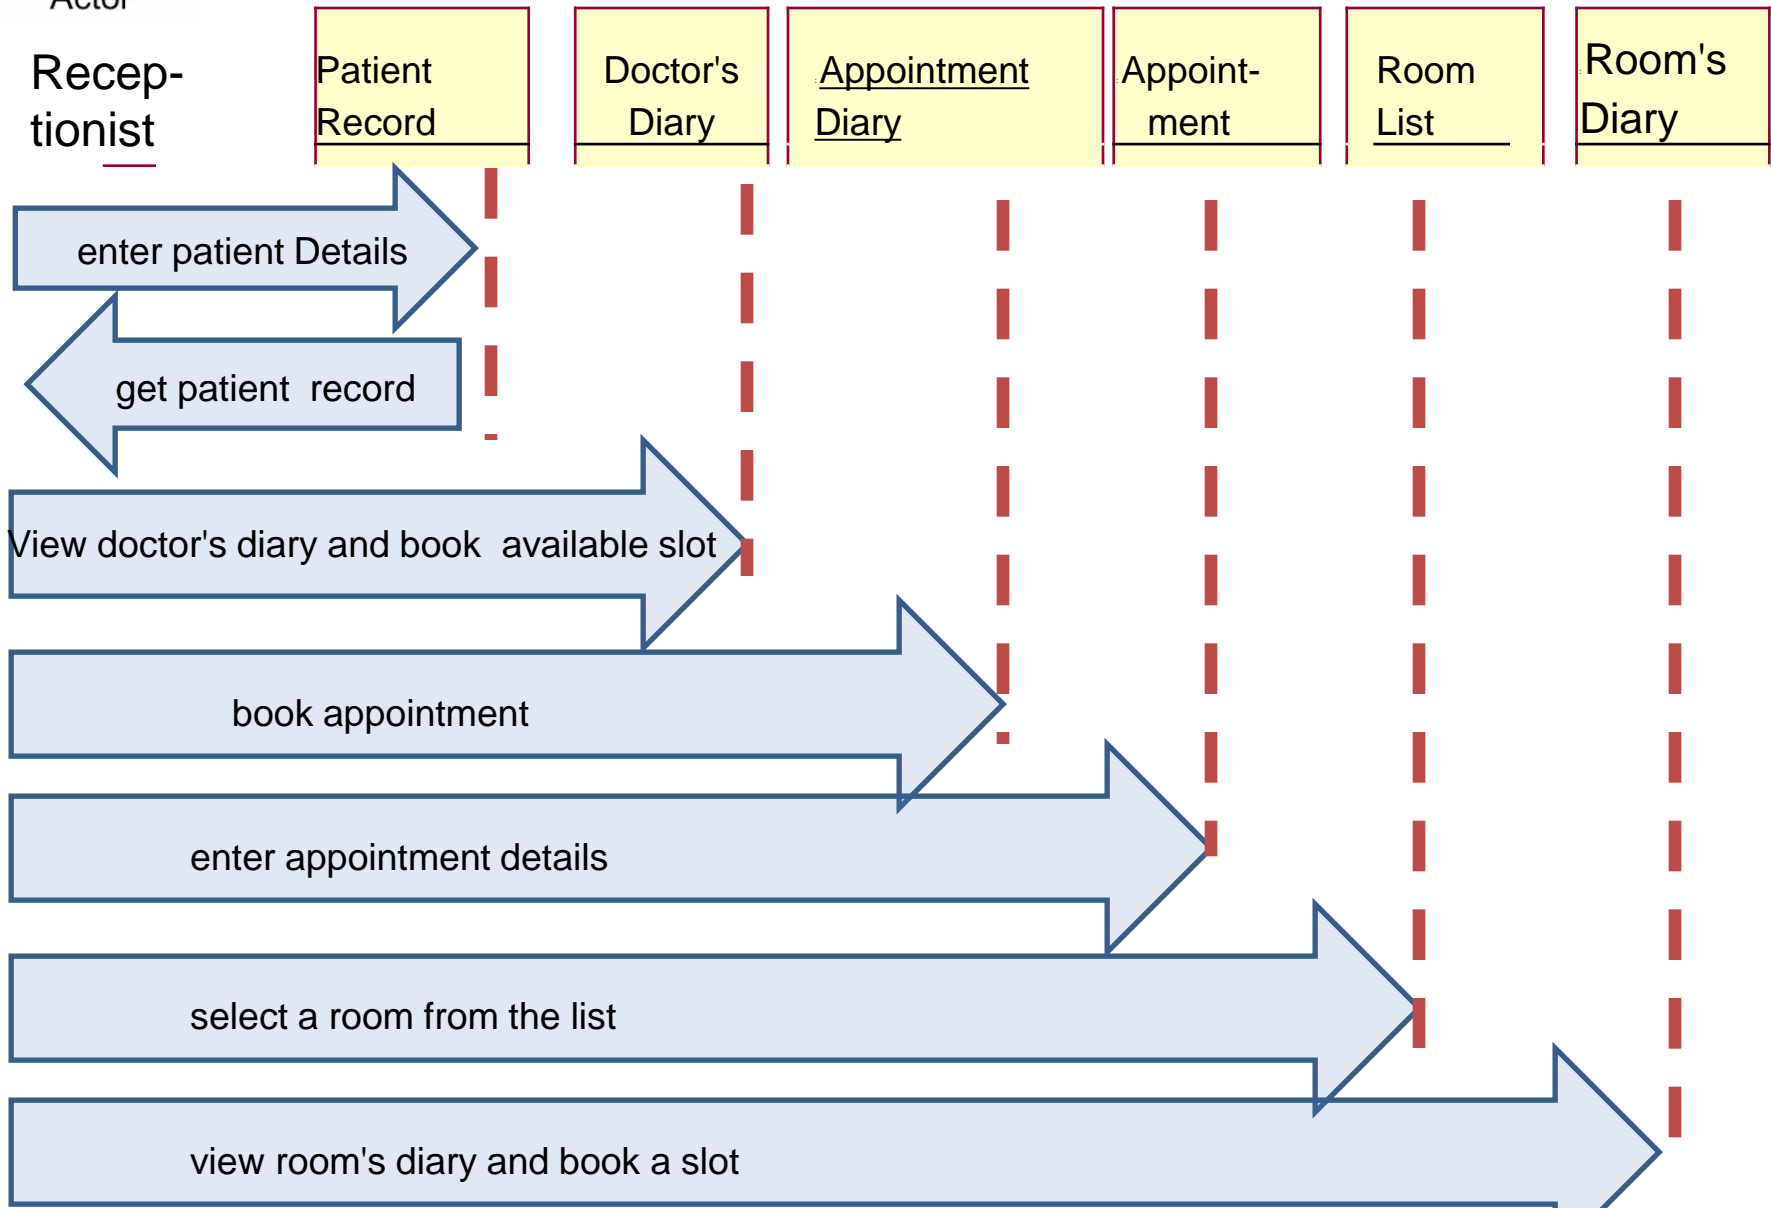 Actor
Recep-
tionist
Patient
Record
Doctor's
Diary
:Appointment
Diary
:Appoint-
ment
Room
List
:Room's
Diary
enter patient Details
get patient  record
View doctor's diary and book  available slot
book appointment
enter appointment details
select a room from the list
view room's diary and book a slot